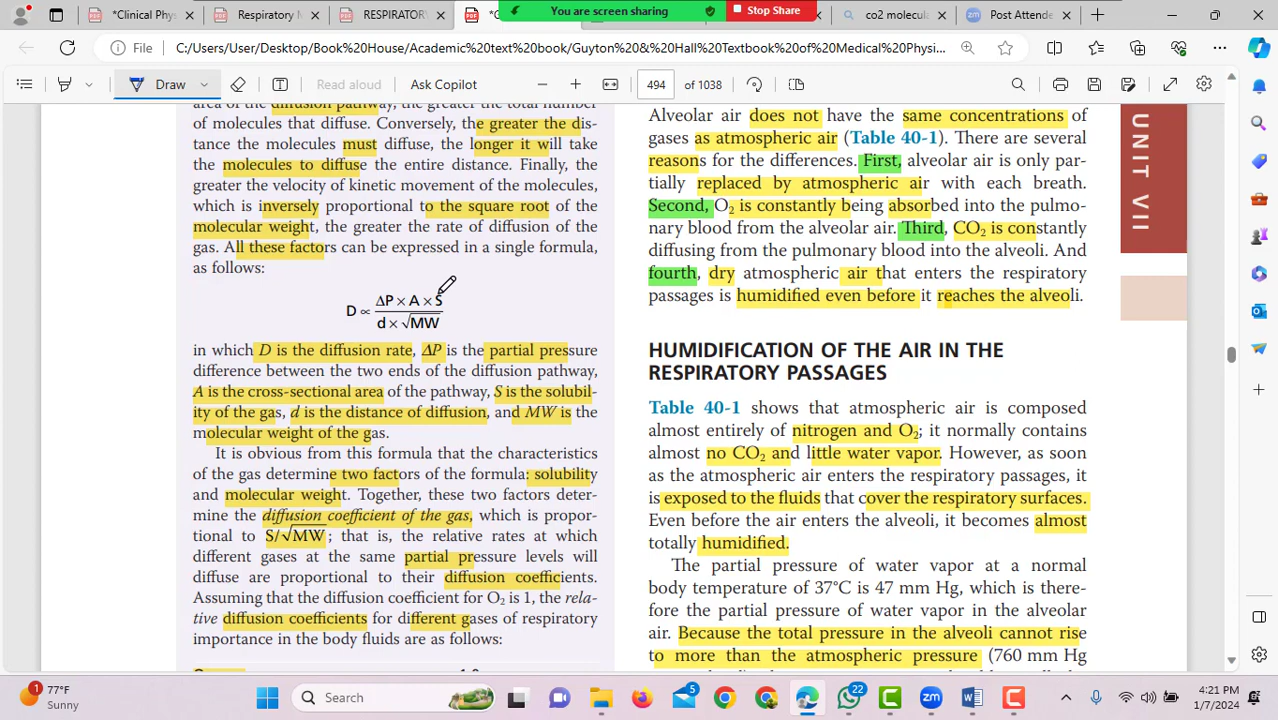 You are screen sharing
Stop Share
*Clinical Phys
Respiratory M
RESPIRATORY
co2 molecula
Post Attende
File
C:/Users/User/Desktop/Book%20House/Academic%20text%20book/Guyton%20&%20Hall%20Textbook%20of%20Medical%20Physi...
Draw
Read aloud
Ask Copilot
494 of 1038
area of the diffusion pathway, the greater the total number
of molecules that diffuse. Conversely, the greater the dis-
tance the molecules must diffuse, the longer it will take
the molecules to diffuse the entire distance. Finally, the
greater the velocity of kinetic movement of the molecules,
which is inversely proportional to the square root of the
molecular weight, the greater the rate of diffusion of the
gas. All these factors can be expressed in a single formula,
as follows:
D ∝ ΔP × A × S / d × √MW
in which D is the diffusion rate, ΔP is the partial pressure
difference between the two ends of the diffusion pathway,
A is the cross-sectional area of the pathway, S is the solubil-
ity of the gas, d is the distance of diffusion, and MW is the
molecular weight of the gas.
It is obvious from this formula that the characteristics
of the gas determine two factors of the formula: solubility
and molecular weight. Together, these two factors deter-
mine the diffusion coefficient of the gas, which is propor-
tional to S/√MW; that is, the relative rates at which
different gases at the same partial pressure levels will
diffuse are proportional to their diffusion coefficients.
Assuming that the diffusion coefficient for O₂ is 1, the rela-
tive diffusion coefficients for different gases of respiratory
importance in the body fluids are as follows:
Alveolar air does not have the same concentrations of
gases as atmospheric air (Table 40-1). There are several
reasons for the differences. First, alveolar air is only par-
tially replaced by atmospheric air with each breath.
Second, O₂ is constantly being absorbed into the pulmo-
nary blood from the alveolar air. Third, CO₂ is constantly
diffusing from the pulmonary blood into the alveoli. And
fourth, dry atmospheric air that enters the respiratory
passages is humidified even before it reaches the alveoli.
HUMIDIFICATION OF THE AIR IN THE
RESPIRATORY PASSAGES
Table 40-1 shows that atmospheric air is composed
almost entirely of nitrogen and O₂; it normally contains
almost no CO₂ and little water vapor. However, as soon
as the atmospheric air enters the respiratory passages, it
is exposed to the fluids that cover the respiratory surfaces.
Even before the air enters the alveoli, it becomes almost
totally humidified.
The partial pressure of water vapor at a normal
body temperature of 37°C is 47 mm Hg, which is there-
fore the partial pressure of water vapor in the alveolar
air. Because the total pressure in the alveoli cannot rise
to more than the atmospheric pressure (760 mm Hg
UNIT VII
1
77°F
Sunny
Search
5
22
4:21 PM
1/7/2024